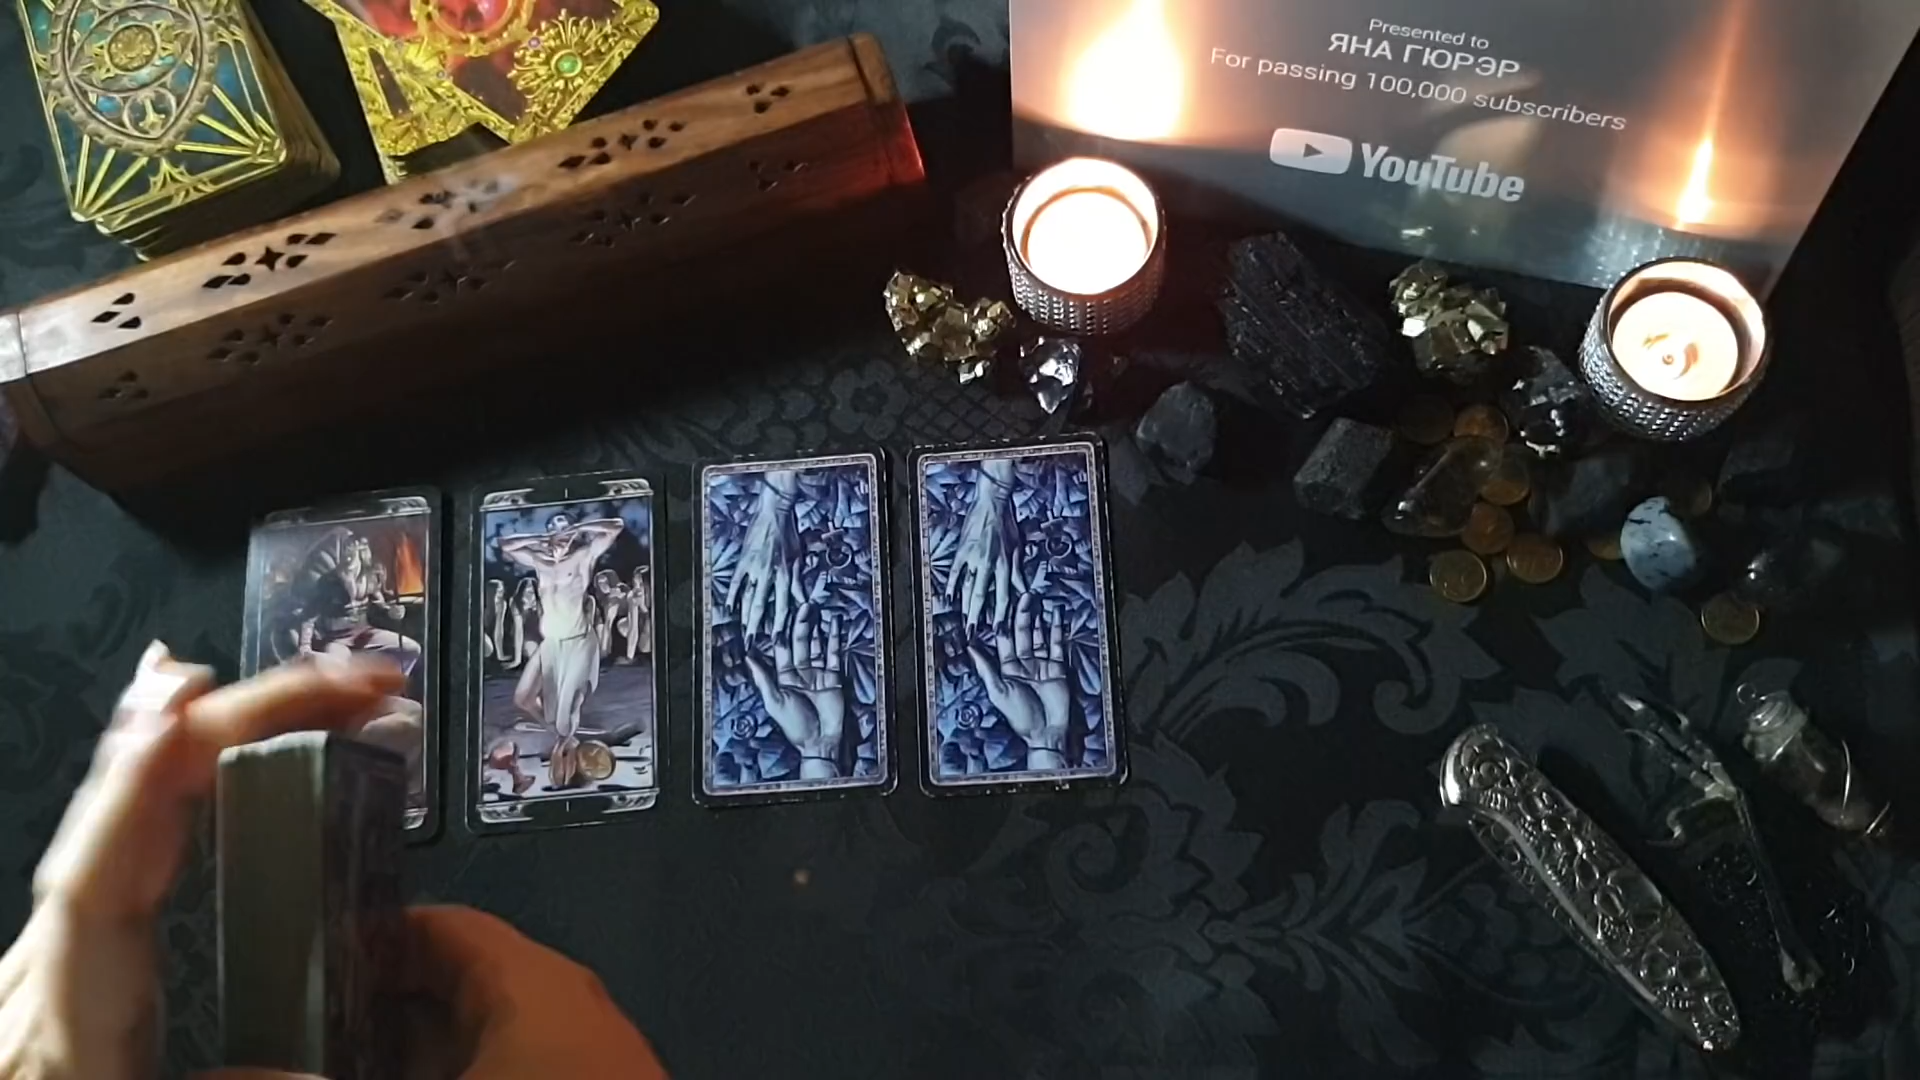 Presented to
ЯНА ГЮРЭР
For passing 100,000 subscribers
YouTube
I
I